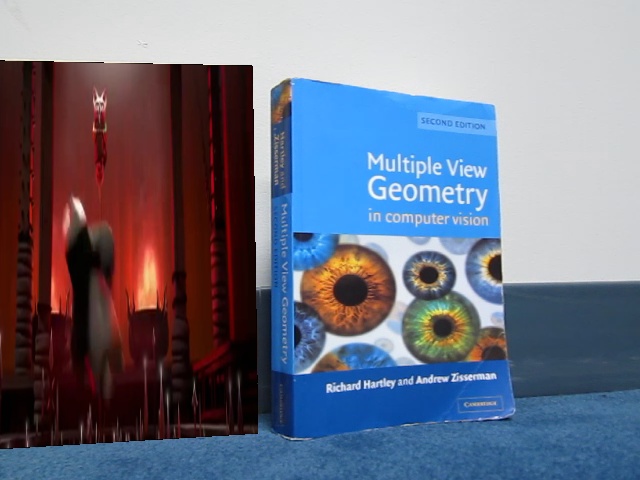 SECOND EDITION
Multiple View
Geometry
in computer vision
Richard Hartley and Andrew Zisserman
CAMBRIDGE
Hartley and
Zisserman
Multiple View Geometry